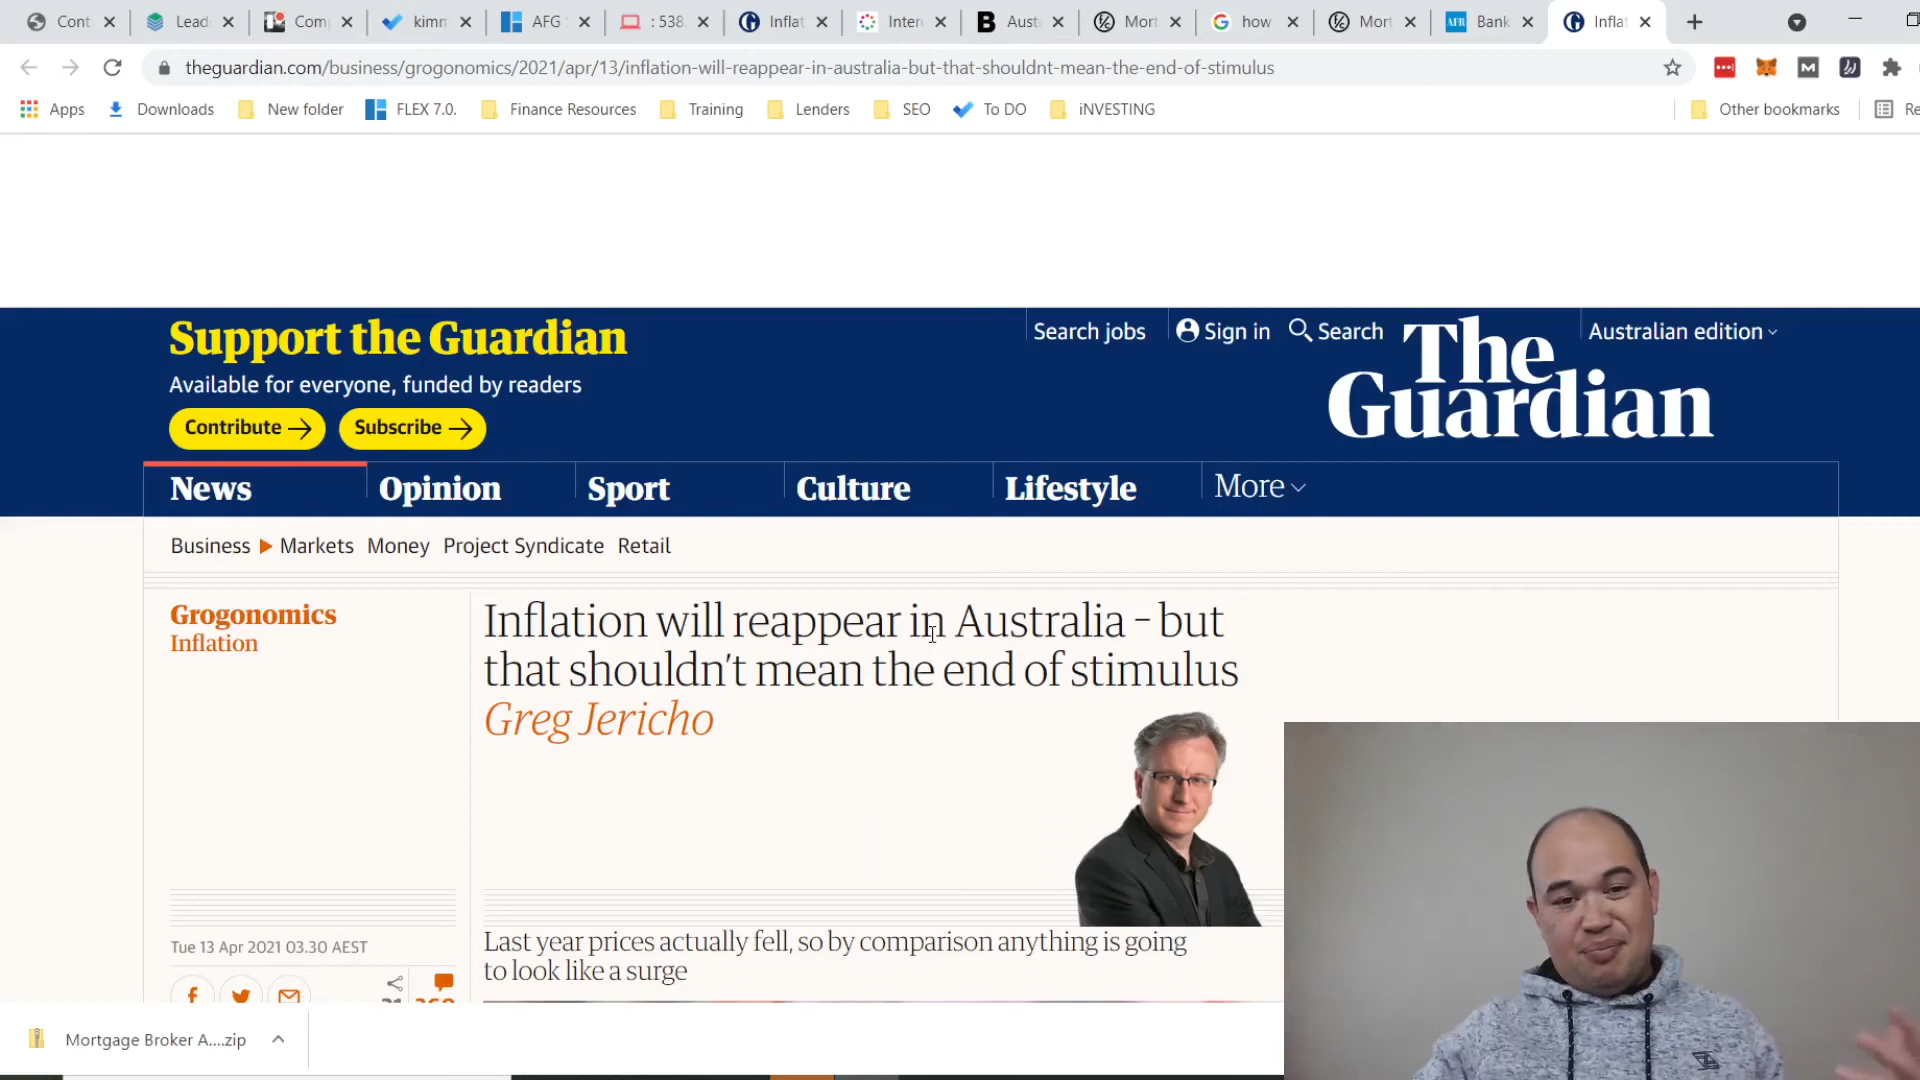 Cont
Lead
Com
kimm
AFG
: 538
Inflat
Inter
Aust
Mort
how
Mort
Bank
Inflat
theguardian.com/business/grogonomics/2021/apr/13/inflation-will-reappear-in-australia-but-that-shouldnt-mean-the-end-of-stimulus
Apps
Downloads
New folder
FLEX 7.0.
Finance Resources
Training
Lenders
SEO
To DO
iNVESTING
Other bookmarks
Re
Support the Guardian
Available for everyone, funded by readers
Contribute
Subscribe
Search jobs
Sign in
Search
Australian edition
The
Guardian
News
Opinion
Sport
Culture
Lifestyle
More
Business
Markets
Money
Project Syndicate
Retail
Grogonomics
Inflation
Inflation will reappear in Australia – but
that shouldn't mean the end of stimulus
Greg Jericho
Last year prices actually fell, so by comparison anything is going
to look like a surge
Tue 13 Apr 2021 03.30 AEST
Mortgage Broker A....zip